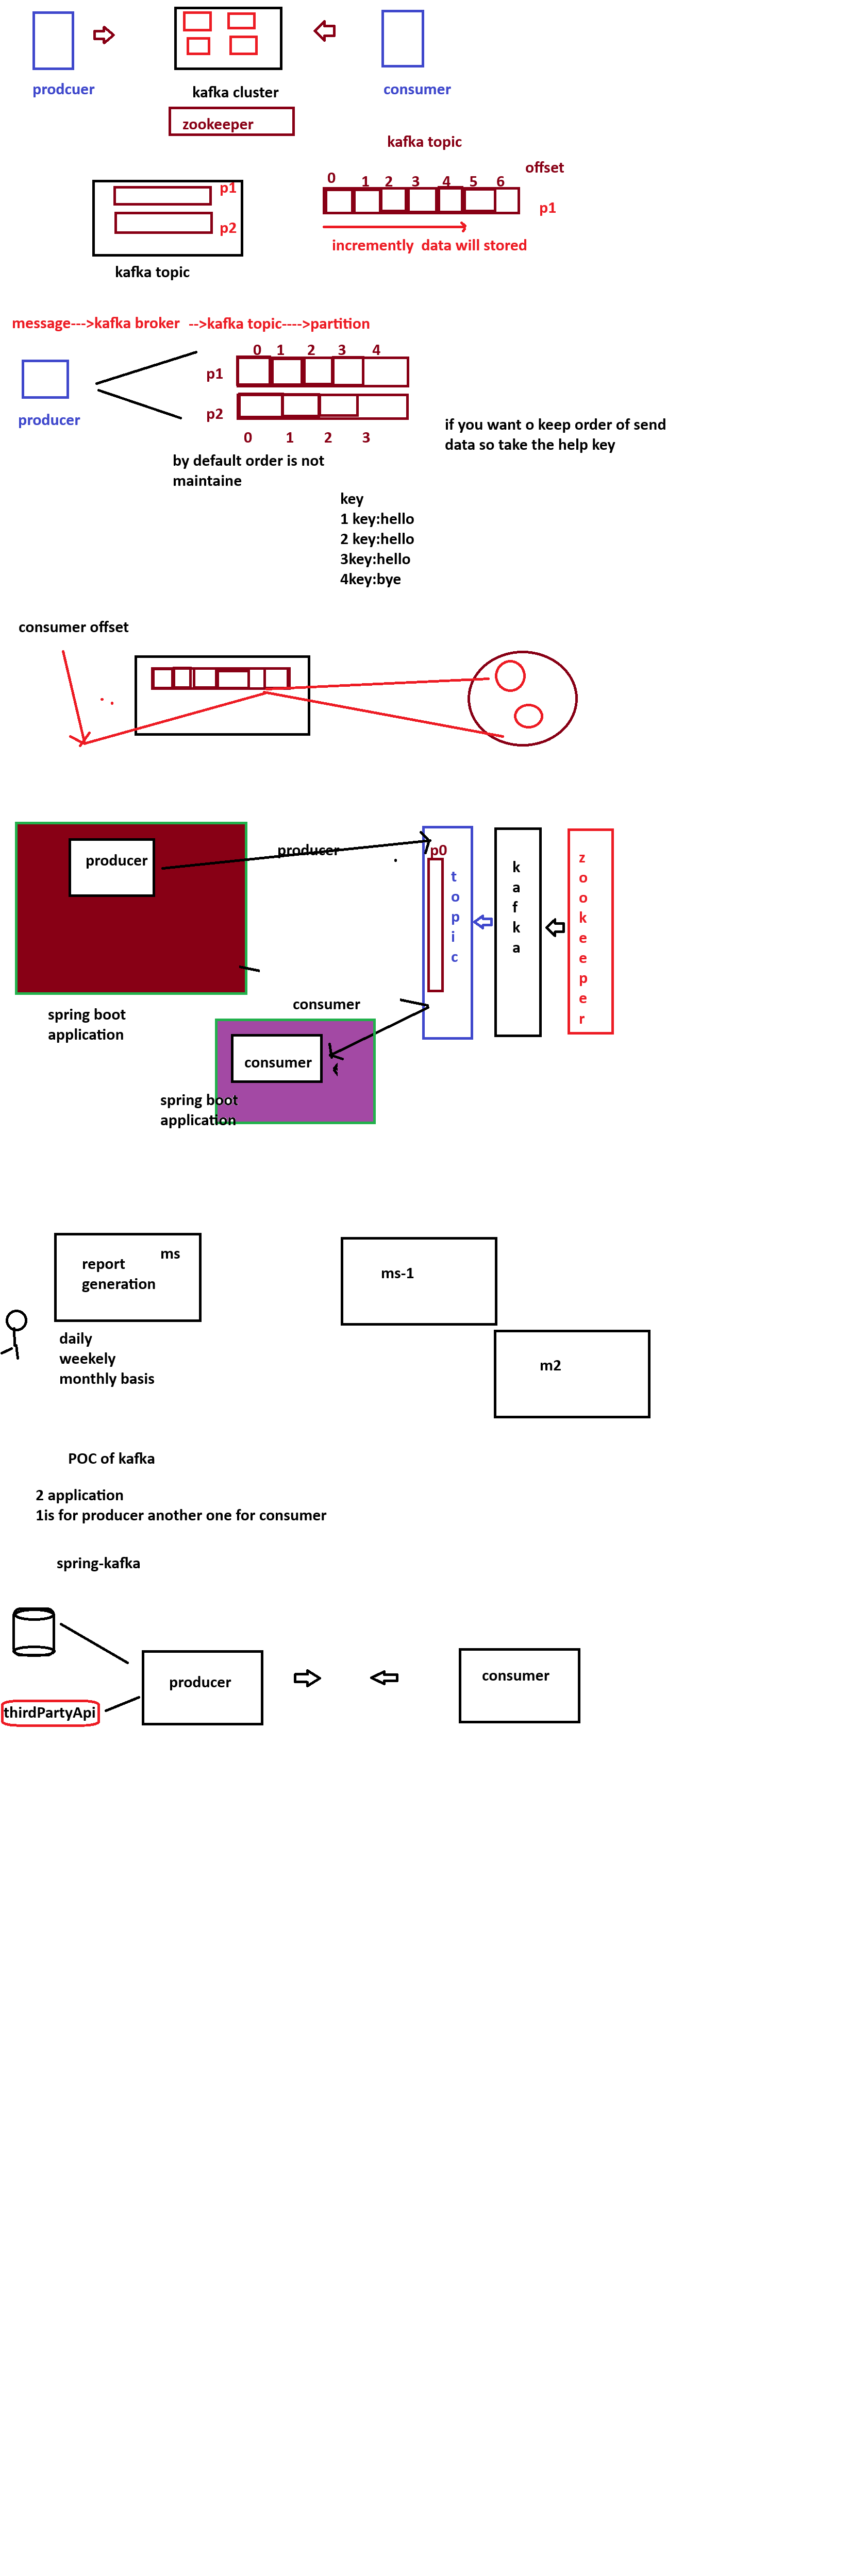 prodcuer
kafka cluster
consumer
zookeeper
kafka topic
offset
0 1 2 3 4 5 6
p1
p1
p2
incremently data will stored
kafka topic
message--->kafka broker -->kafka topic---->partition
0 1 2 3 4
p1
producer
p2
0 1 2 3
if you want o keep order of send
data so take the help key
by default order is not
maintaine
key
1 key:hello
2 key:hello
3key:hello
4key:bye
consumer offset
producer
producer
p0
topic
kafka
zookeeper
consumer
spring boot
application
consumer
spring boot
application
ms
report
generation
ms-1
daily
weekely
monthly basis
m2
POC of kafka
2 application
1is for producer another one for consumer
spring-kafka
producer
consumer
thirdPartyApi